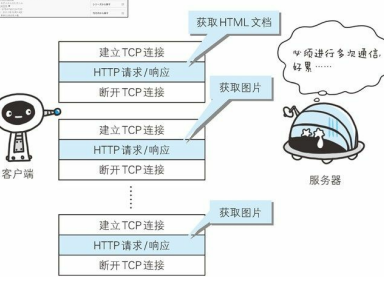 获取HTML文档
建立TCP连接
HTTP请求/响应
断开TCP连接
必须进行多次通信,
好累……
获取图片
建立TCP连接
HTTP请求/响应
断开TCP连接
客户端
服务器
获取图片
建立TCP连接
HTTP请求/响应
断开TCP连接